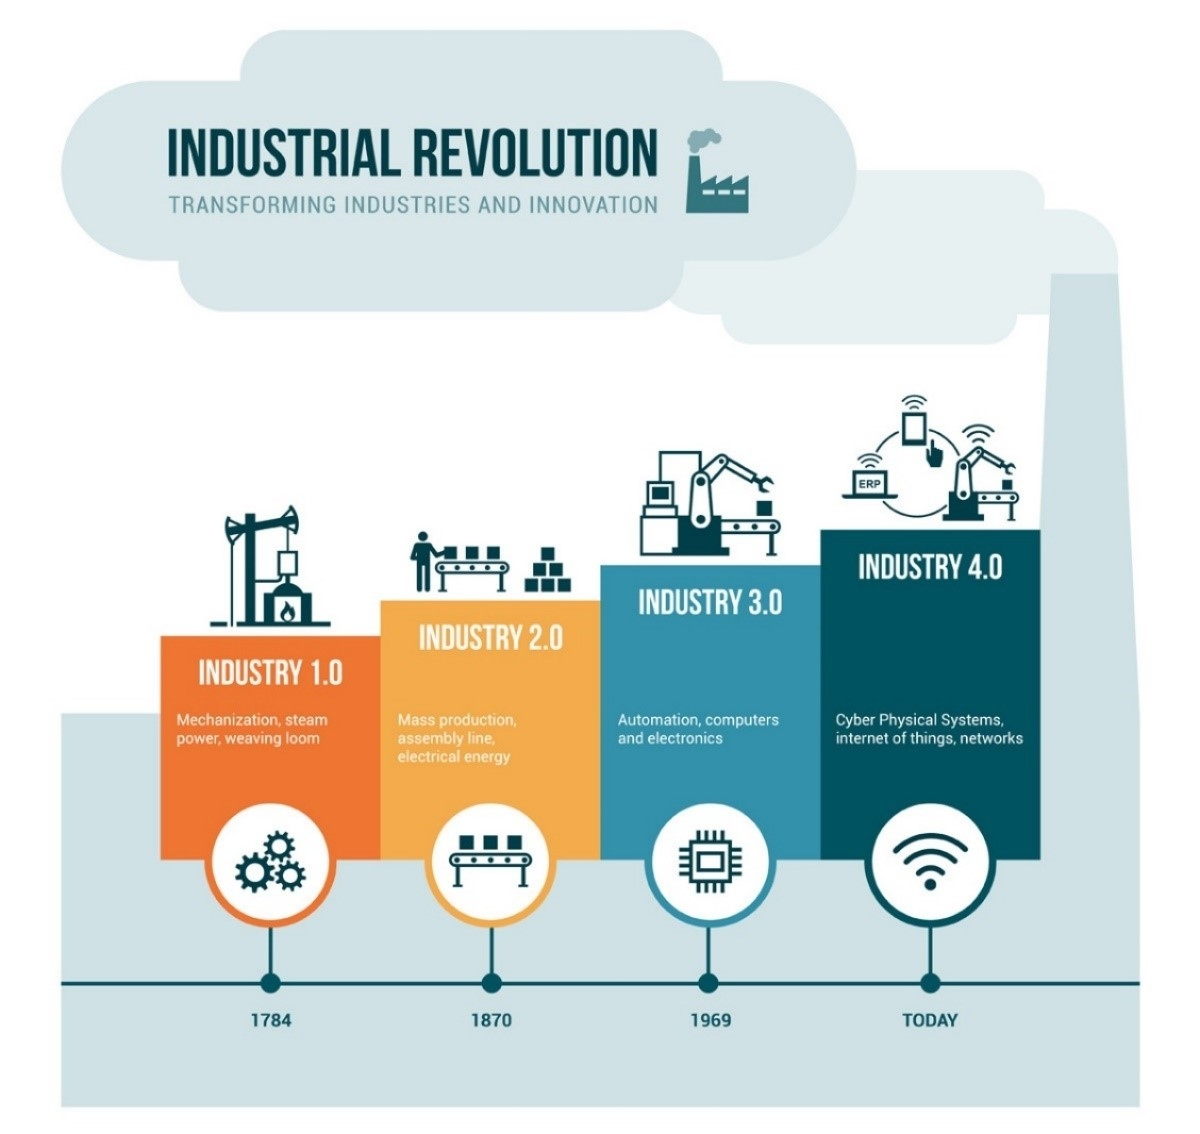 INDUSTRIAL REVOLUTION
TRANSFORMING INDUSTRIES AND INNOVATION
ERP
INDUSTRY 1.0
Mechanization, steam
power, weaving loom
INDUSTRY 2.0
Mass production,
assembly line,
electrical energy
INDUSTRY 3.0
Automation, computers
and electronics
INDUSTRY 4.0
Cyber Physical Systems,
internet of things, networks
1784
1870
1969
TODAY